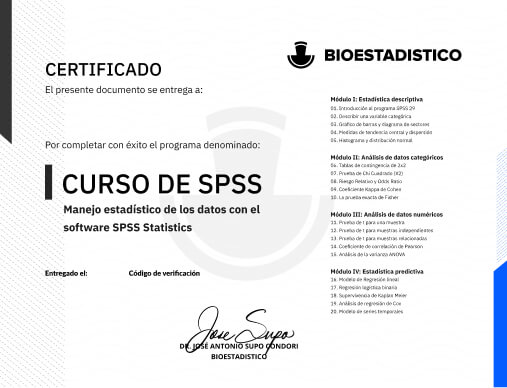 CERTIFICADO
El presente documento se entrega a:
Por completar con éxito el programa denominado:
CURSO DE SPSS
Manejo estadístico de los datos con el
software SPSS Statistics
Entregado el:
Código de verificación
Jose Supo
DR. JOSÉ ANTONIO SUPO CONDORI
BIOESTADISTICO
BIOESTADISTICO
Módulo I: Estadística descriptiva
01. Introducción al programa SPSS 29
02. Describir una variable categórica
03. Gráfico de barras y diagrama de sectores
04. Medidas de tendencia central y dispersión
05. Histograma y distribución normal
Módulo II: Análisis de datos categóricos
06. Tablas de contingencia de 2x2
07. Prueba de Chi Cuadrado (X2)
08. Riesgo Relativo y Odds Ratio
09. Coeficiente Kappa de Cohen
10. La prueba exacta de Fisher
Módulo III: Análisis de datos numéricos
11. Prueba de t para una muestra
12. Prueba de t para muestras independientes
13. Prueba de t para muestras relacionadas
14. Coeficiente de correlación de Pearson
15. Análisis de la varianza ANOVA
Módulo IV: Estadística predictiva
16. Modelo de Regresión lineal
17. Regresión logística binaria
18. Supervivencia de Kaplan Meier
19. Análisis de regresión de Cox
20. Modelo de series temporales